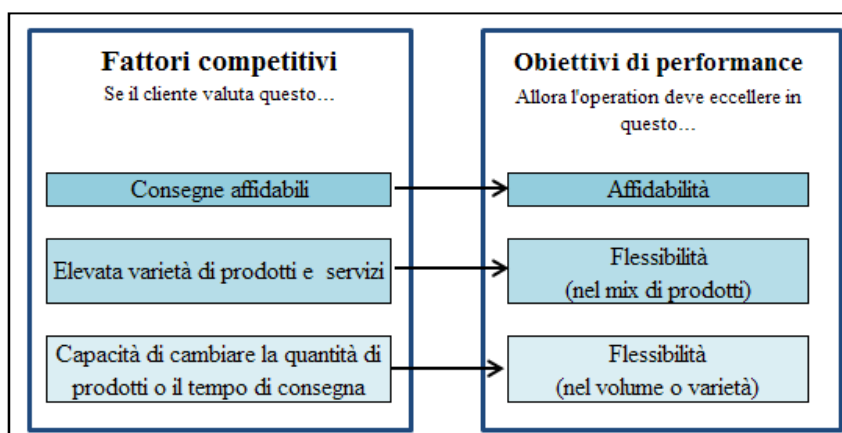 Fattori competitivi
Se il cliente valuta questo…
Consegne affidabili
Elevata varietà di prodotti e servizi
Capacità di cambiare la quantità di
prodotti o il tempo di consegna
Obiettivi di performance
Allora l'operation deve eccellere in
questo…
Affidabilità
Flessibilità
(nel mix di prodotti)
Flessibilità
(nel volume o varietà)